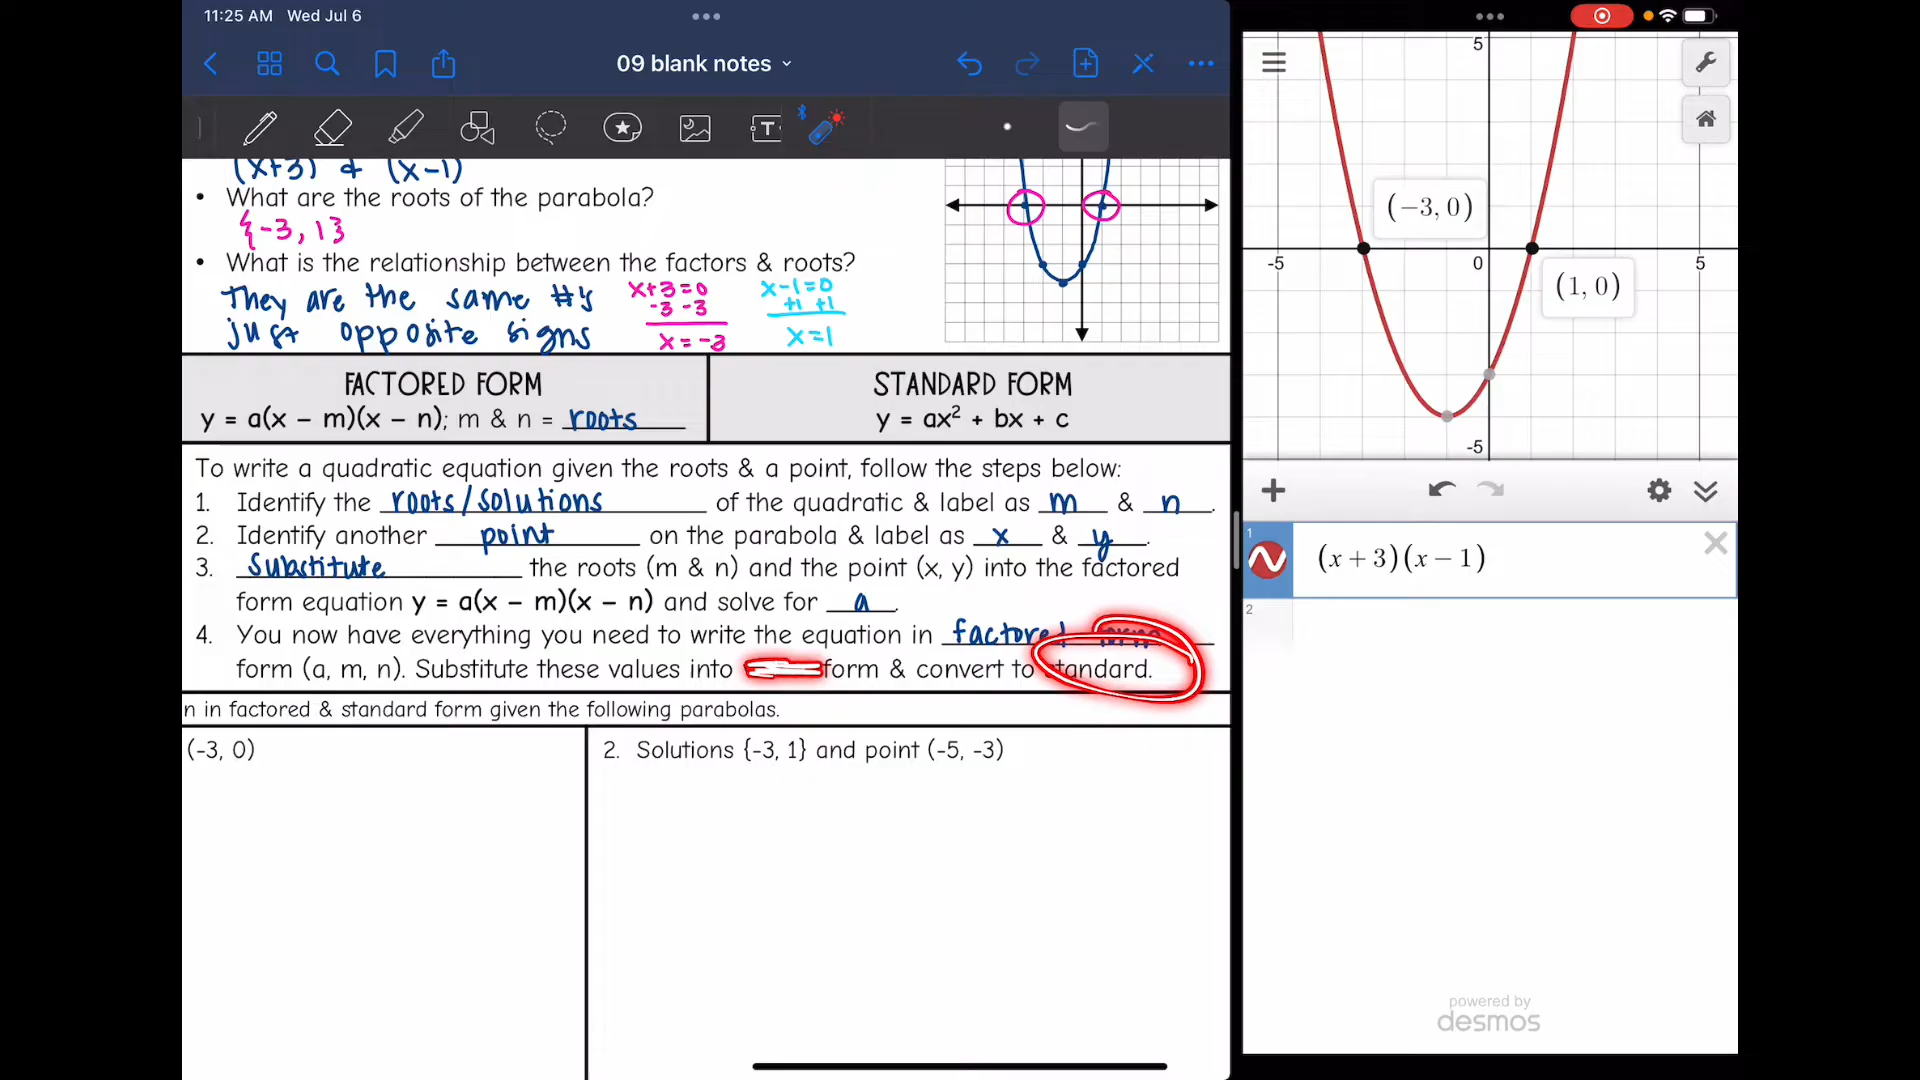 11:25 AM Wed Jul 6
09 blank notes
(x+3) & (x-1)
• What are the roots of the parabola?
{-3, 1}
• What is the relationship between the factors & roots?
They are the same #'s
just opposite signs
x+3=0
-3 -3
x=-3
x-1=0
+1 +1
x=1
FACTORED FORM
y = a(x – m)(x – n); m & n = roots
STANDARD FORM
y = ax² + bx + c
To write a quadratic equation given the roots & a point, follow the steps below:
1. Identify the roots/solutions of the quadratic & label as m & n.
2. Identify another point on the parabola & label as x & y.
3. Substitute the roots (m & n) and the point (x, y) into the factored
form equation y = a(x – m)(x – n) and solve for a.
4. You now have everything you need to write the equation in factored form
form (a, m, n). Substitute these values into form & convert to standard.
n in factored & standard form given the following parabolas.
(-3, 0)
2. Solutions {-3, 1} and point (-5, -3)
5
(−3, 0)
-5
0
5
(1, 0)
-5
1
(x + 3)(x − 1)
2
powered by
desmos